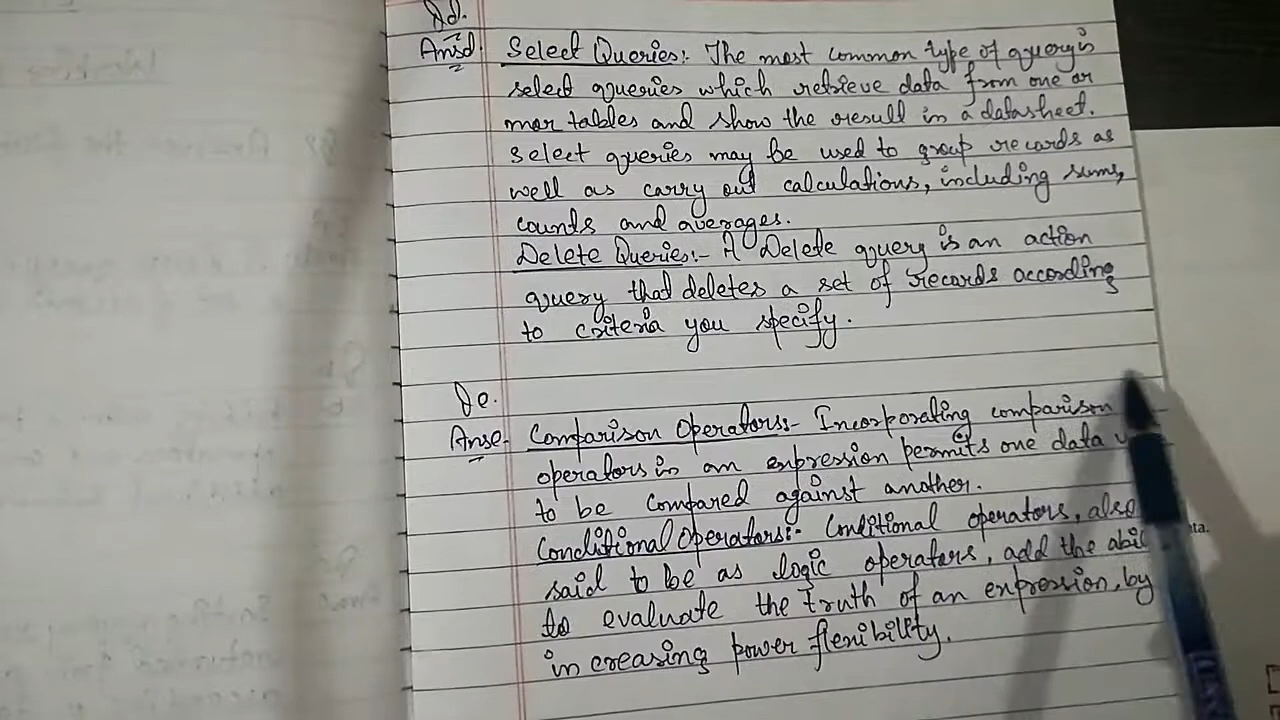 Qd.
Ansd. Select Queries:- The most common type of query is
select queries which retrieve data from one or
mor tables and show the result in a datasheet.
Select queries may be used to group records as
well as carry out calculations, including sums,
counts and averages.
Delete Queries:- A Delete query is an action
query that deletes a set of records according
to criteria you specify.
Qe.
Anse. Comparison Operators:- Incorporating comparison
operators in an expression permits one data
to be compared against another.
Conditional Operators:- Conditional operators, also
said to be as logic operators, add the abil
to evaluate the truth of an expression, by
increasing power flexibility.
ta.